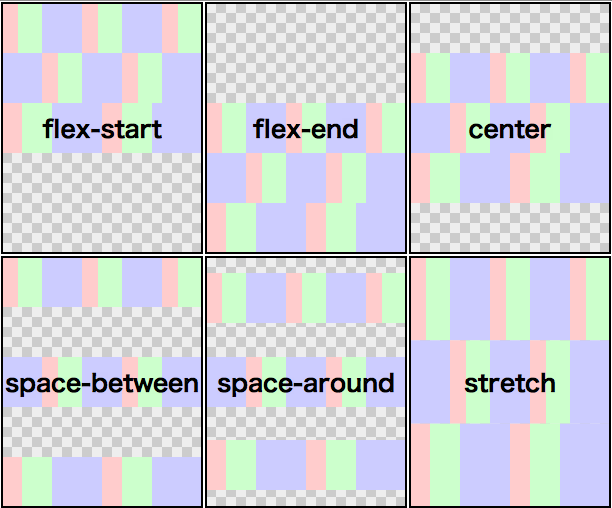 flex-start
flex-end
center
space-between
space-around
stretch